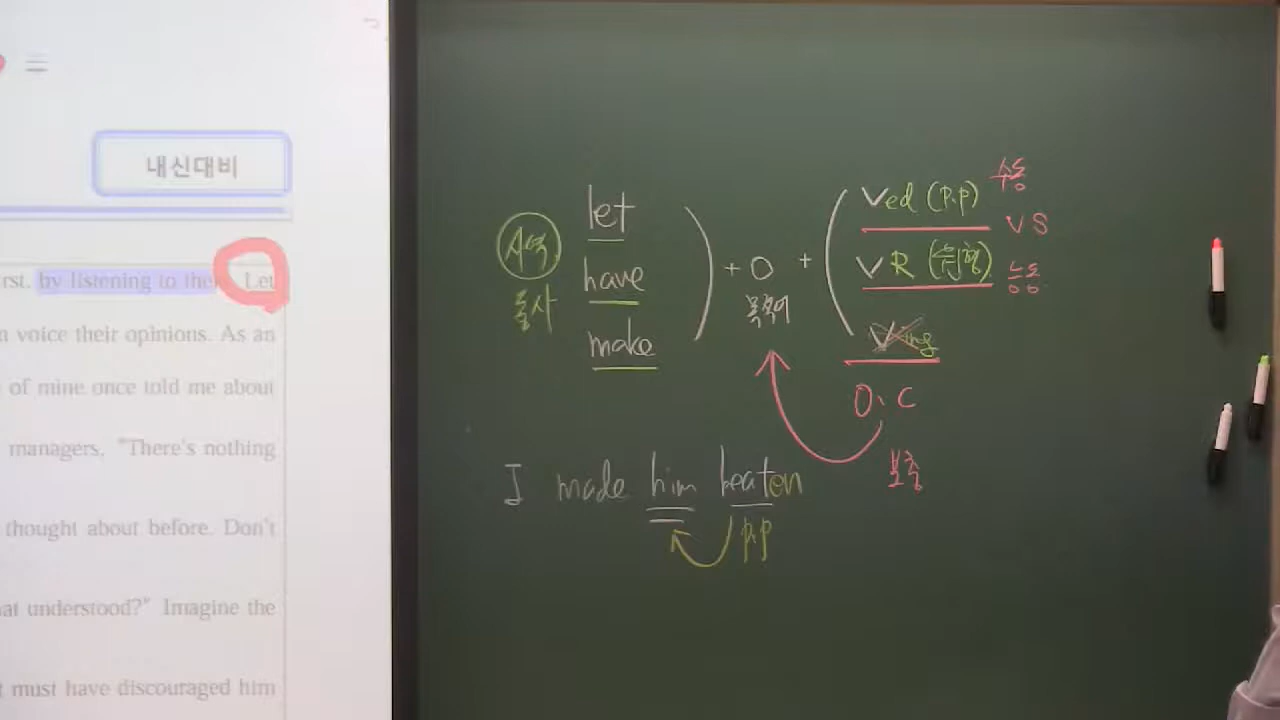 내신대비
rst. by listening to the
Let
n voice their opinions. As an
of mine once told me about
managers, "There's nothing
thought about before. Don't
at understood?" Imagine the
t must have discouraged him
사역
동사
let
have
make
+ O +
목적어
Ved (p.p)
수동
VS
VR (원형)
능동
Ving
O.C
보충
I made him beaten
p.p